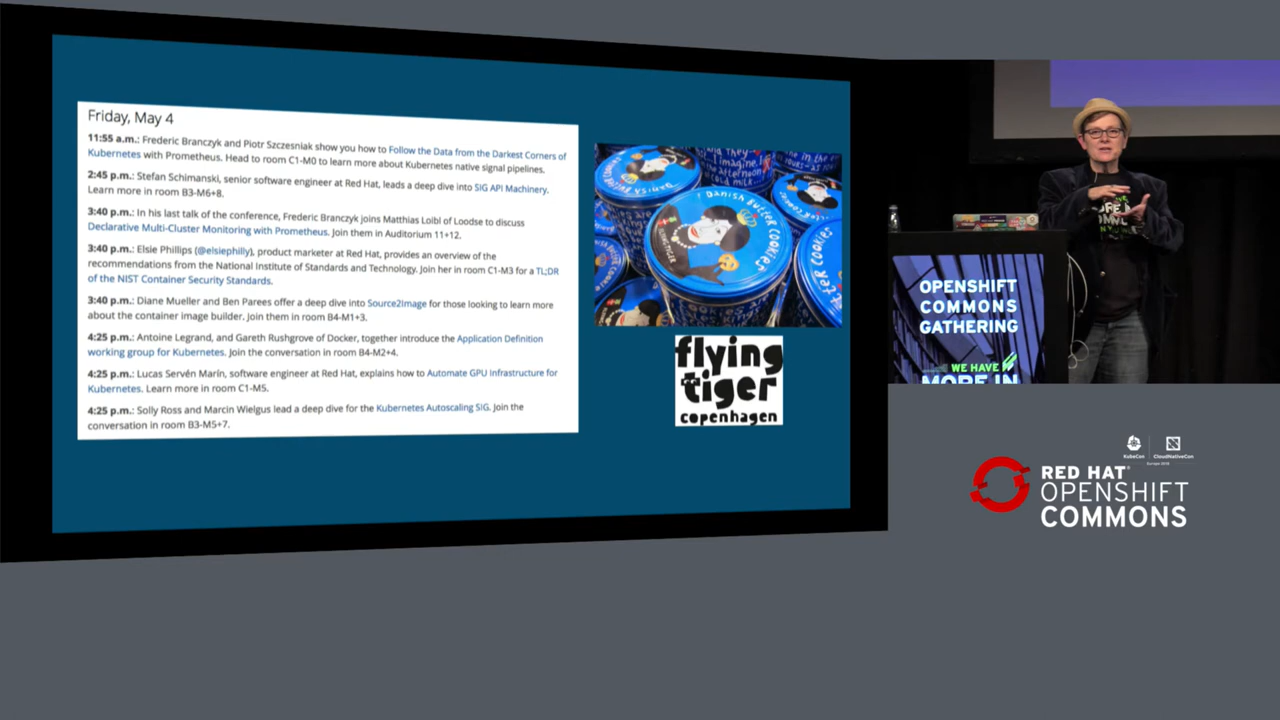 Friday, May 4
11:55 a.m.: Frederic Branczyk and Piotr Szczesniak show you how to Follow the Data from the Darkest Corners of
Kubernetes with Prometheus. Head to room C1-M0 to learn more about Kubernetes native signal pipelines.
2:45 p.m.: Stefan Schimanski, senior software engineer at Red Hat, leads a deep dive into SIG API Machinery.
Learn more in room B3-M6+8.
3:40 p.m.: In his last talk of the conference, Frederic Branczyk joins Matthias Loibl of Loodse to discuss
Declarative Multi-Cluster Monitoring with Prometheus. Join them in Auditorium 11+12.
3:40 p.m.: Elsie Phillips (@elsiephilly), product marketer at Red Hat, provides an overview of the
recommendations from the National Institute of Standards and Technology. Join her in room C1-M3 for a TL;DR
of the NIST Container Security Standards.
3:40 p.m.: Diane Mueller and Ben Parees offer a deep dive into Source2Image for those looking to learn more
about the container image builder. Join them in room B4-M1+3.
4:25 p.m.: Antoine Legrand, and Gareth Rushgrove of Docker, together introduce the Application Definition
working group for Kubernetes. Join the conversation in room B4-M2+4.
4:25 p.m.: Lucas Servén Marín, software engineer at Red Hat, explains how to Automate GPU Infrastructure for
Kubernetes. Learn more in room C1-M5.
4:25 p.m.: Solly Ross and Marcin Wielgus lead a deep dive for the Kubernetes Autoscaling SIG. Join the
conversation in room B3-M5+7.
DANISH BUTTER COOKIES
FLYING TIGER
flying
tiger
copenhagen
OPENSHIFT
COMMONS
GATHERING
WE HAVE
MORE IN
KubeCon
CloudNativeCon
Europe 2018
RED HAT®
OPENSHIFT
COMMONS